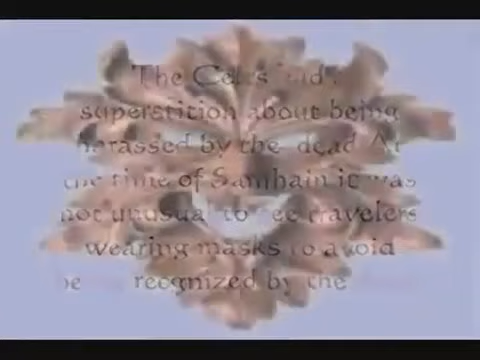 The Celts had
superstition about being
harassed by the dead At
the time of Samhain it was
not unusual to see travelers
wearing masks to avoid
being recognized by the